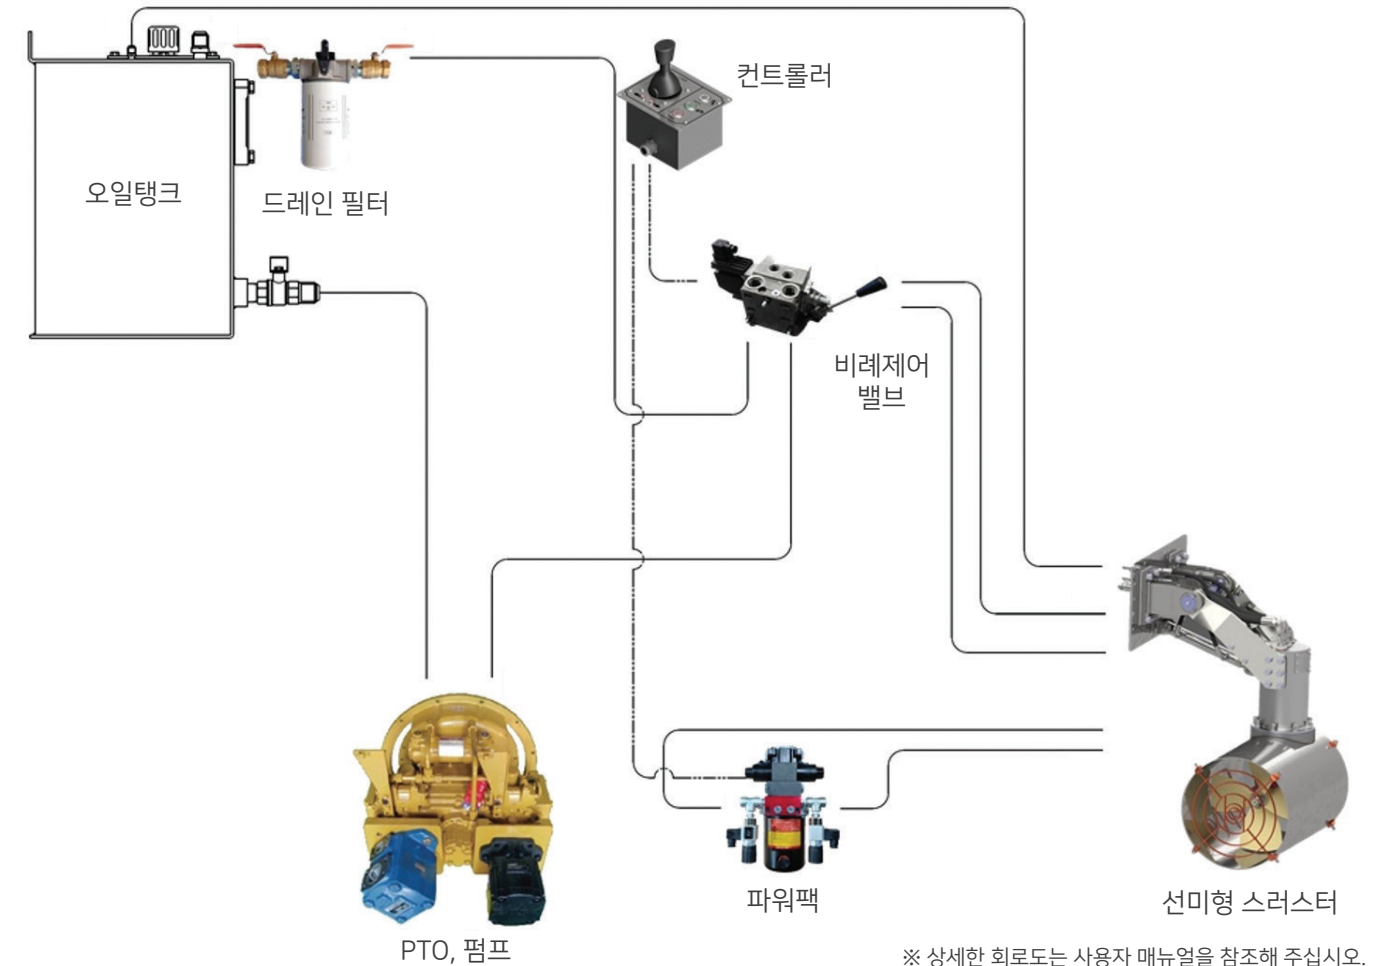 컨트롤러
오일탱크
드레인 필터
비례제어
밸브
파워팩
선미형 스러스터
PTO, 펌프
※ 상세한 회로도는 사용자 매뉴얼을 참조해 주십시오.